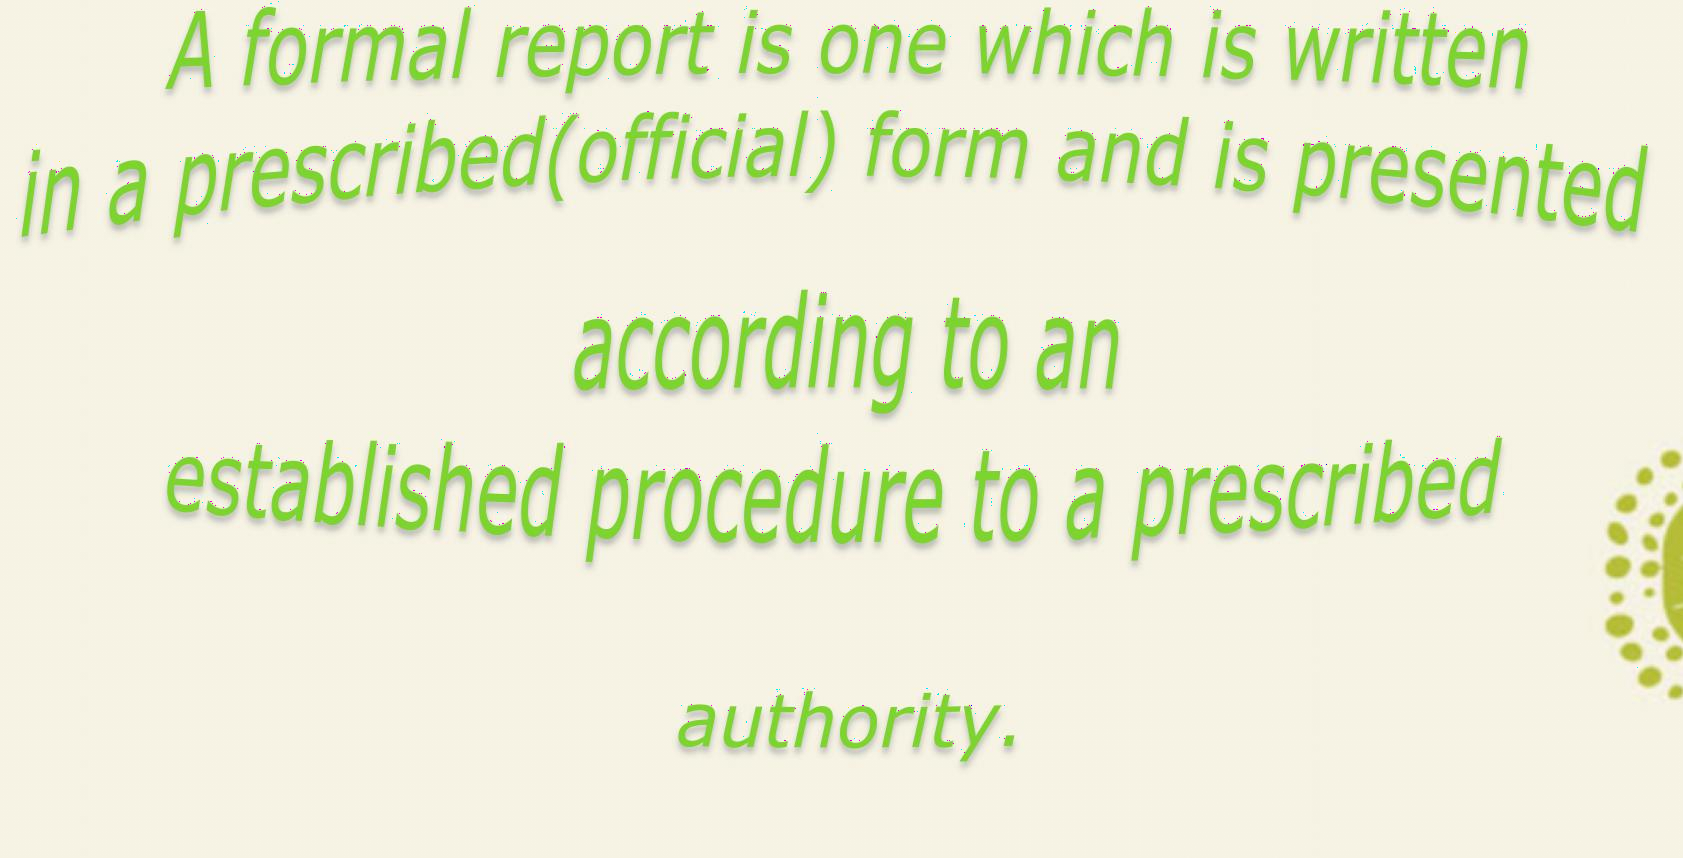 A formal report is one which is written
in a prescribed(official) form and is presented
according to an
established procedure to a prescribed
authority.